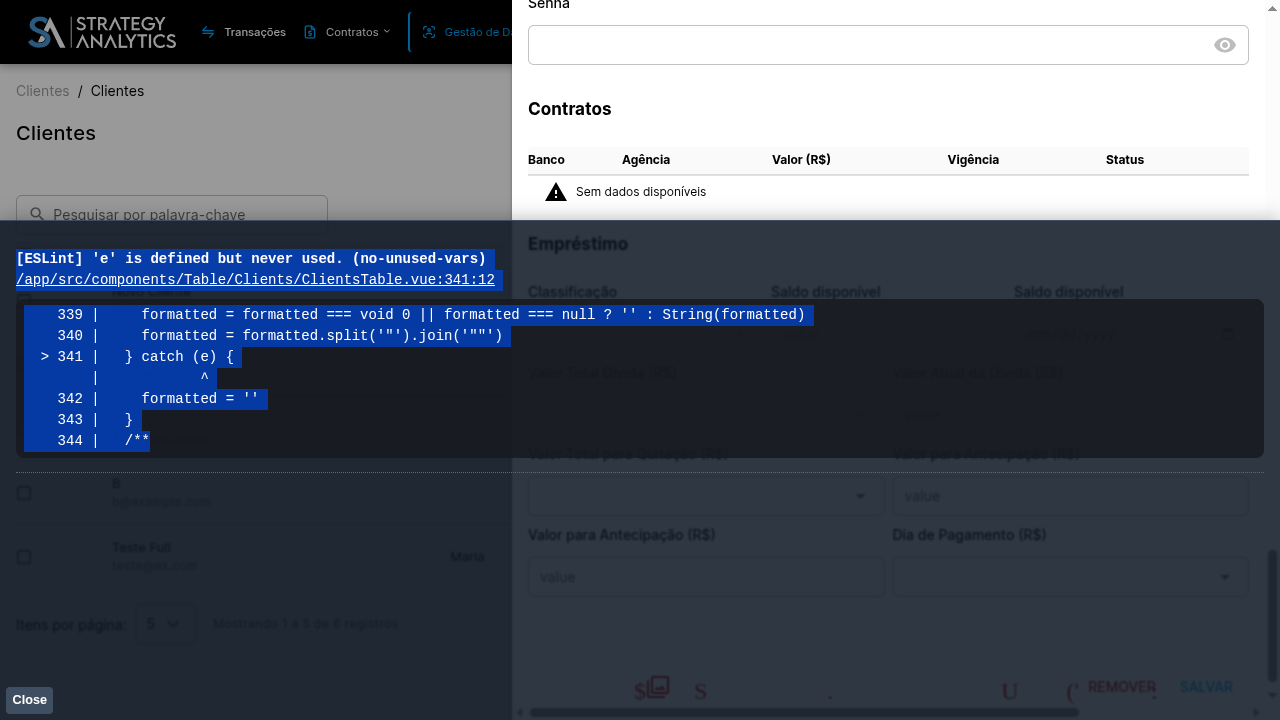 STRATEGY
ANALYTICS
Transações
Contratos
Gestão de Da
Clientes / Clientes
Clientes
Pesquisar por palavra-chave
Senha
Contratos
Banco Agência Valor (R$) Vigência Status
Sem dados disponíveis
Empréstimo
Classificação Saldo disponível Saldo disponível
[ESLint] 'e' is defined but never used. (no-unused-vars)
/app/src/components/Table/Clients/ClientsTable.vue:341:12
339 |     formatted = formatted === void 0 || formatted === null ? '' : String(formatted)
340 |     formatted = formatted.split('"').join('""')
> 341 |   } catch (e) {
|             ^
342 |     formatted = ''
343 |   }
344 |   /**
Valor Total para Quitação (R$) Valor para Antecipação (R$)
value
Valor para Antecipação (R$) Dia de Pagamento (R$)
value
B
b@example.com
Teste Full
teste@ex.com
Maria
Itens por página: 5 Mostrando 1 a 5 de 6 registros
REMOVER SALVAR
Close